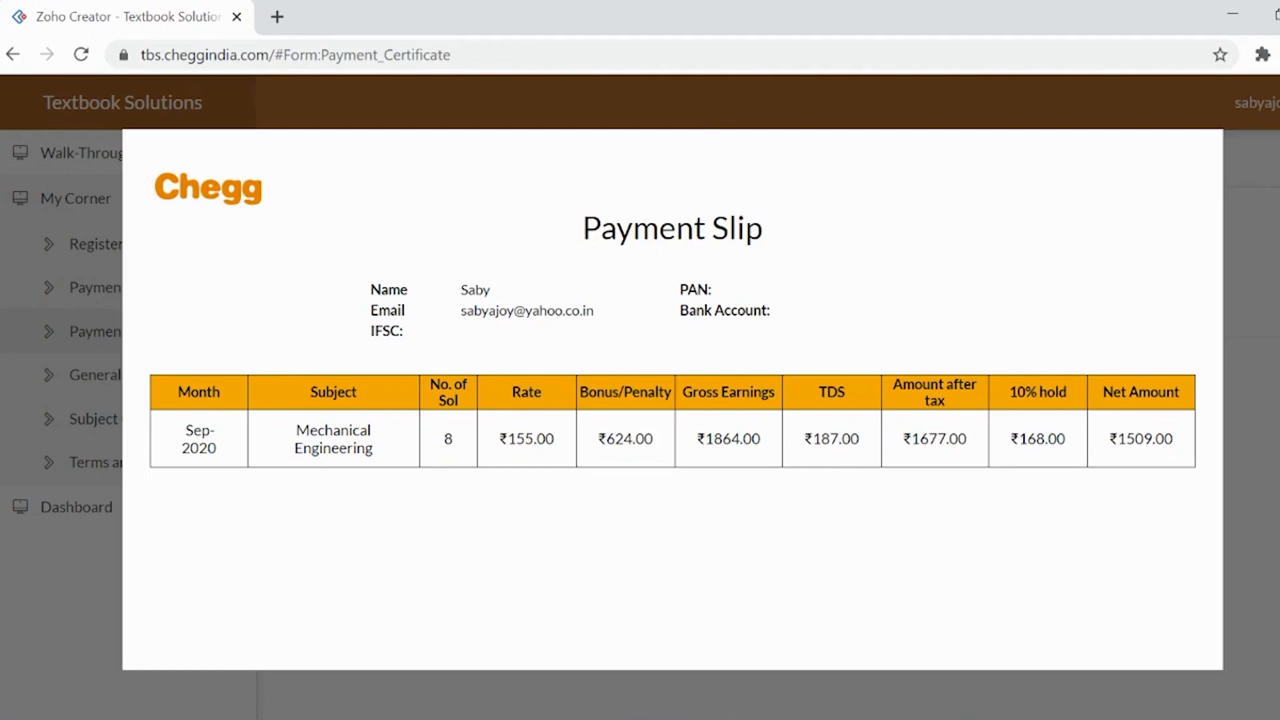 Zoho Creator - Textbook Solutio
tbs.cheggindia.com/#Form:Payment_Certificate
Textbook Solutions
sabyajo
Walk-Throug
My Corner
Register
Paymen
Paymen
General
Subject
Terms a
Dashboard
Chegg
Payment Slip
Name Saby PAN:
Email sabyajoy@yahoo.co.in Bank Account:
IFSC:
Month Subject No. of Sol Rate Bonus/Penalty Gross Earnings TDS Amount after tax 10% hold Net Amount
Sep-2020 Mechanical Engineering 8 ₹155.00 ₹624.00 ₹1864.00 ₹187.00 ₹1677.00 ₹168.00 ₹1509.00